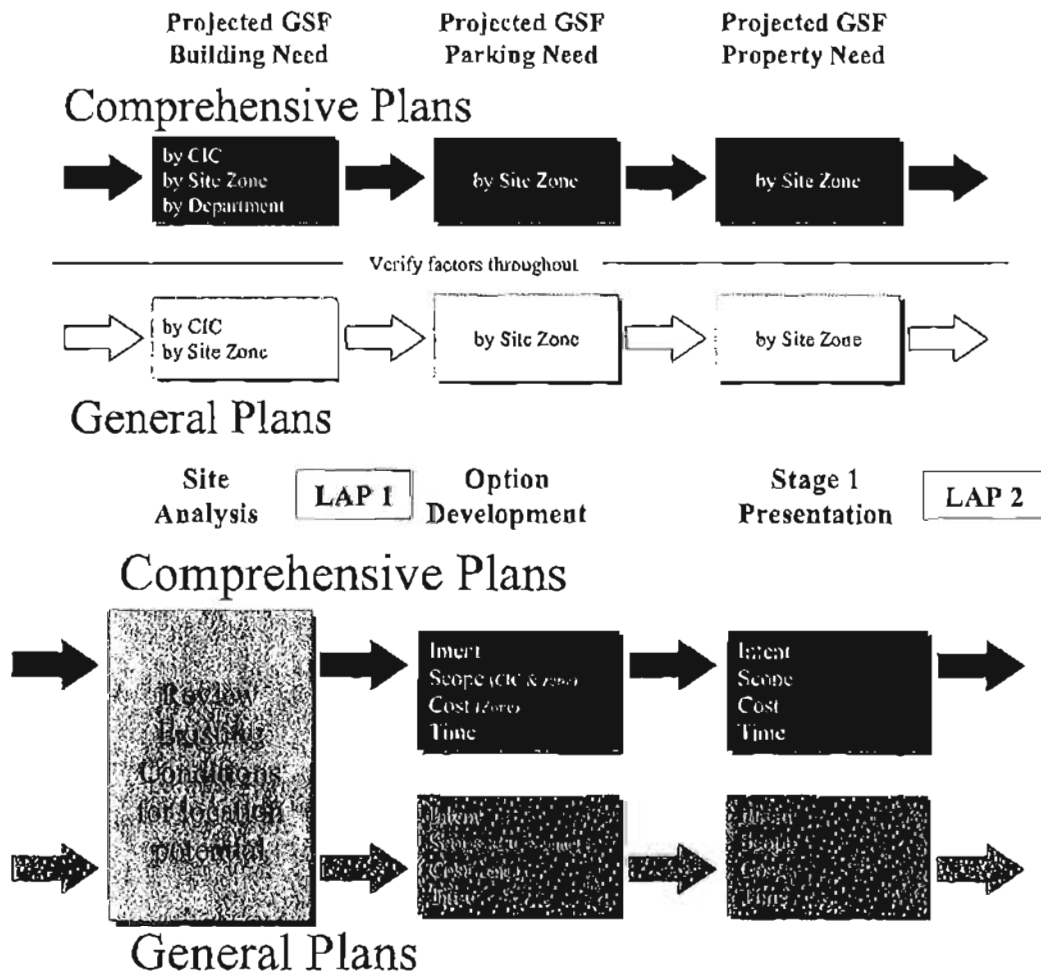 Projected GSF
Building Need
Projected GSF
Parking Need
Projected GSF
Property Need
Comprehensive Plans
by CIC
by Site Zone
by Department
by Site Zone
by Site Zone
Verify factors throughout
by CIC
by Site Zone
by Site Zone
by Site Zone
General Plans
Site
Analysis
LAP 1
Option
Development
Stage 1
Presentation
LAP 2
Comprehensive Plans
Review
Existing
Conditions
for location
potential
Intent
Scope (CIC & zone)
Cost (Zone)
Time
Intent
Scope
Cost
Time
Intent
Cost
Time
Intent
Scope
Cost
Time
General Plans